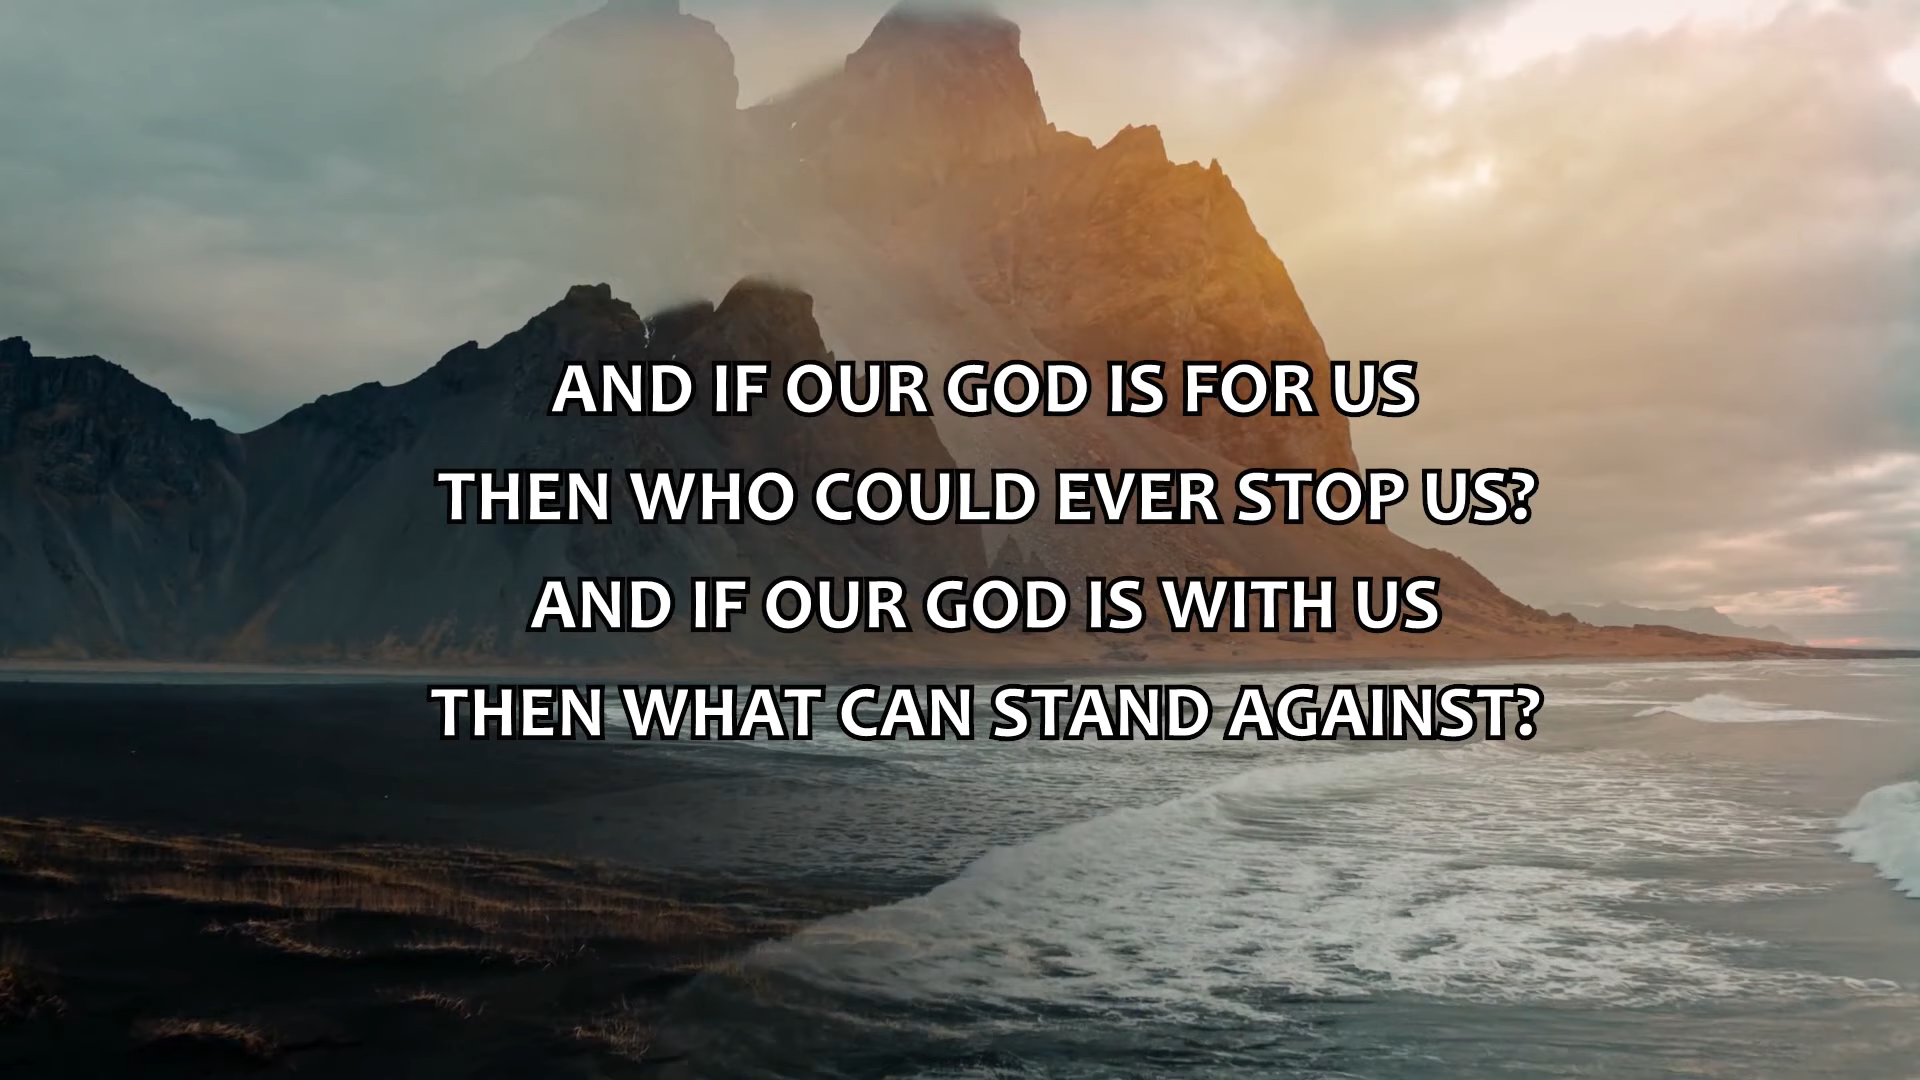 AND IF OUR GOD IS FOR US
THEN WHO COULD EVER STOP US?
AND IF OUR GOD IS WITH US
THEN WHAT CAN STAND AGAINST?